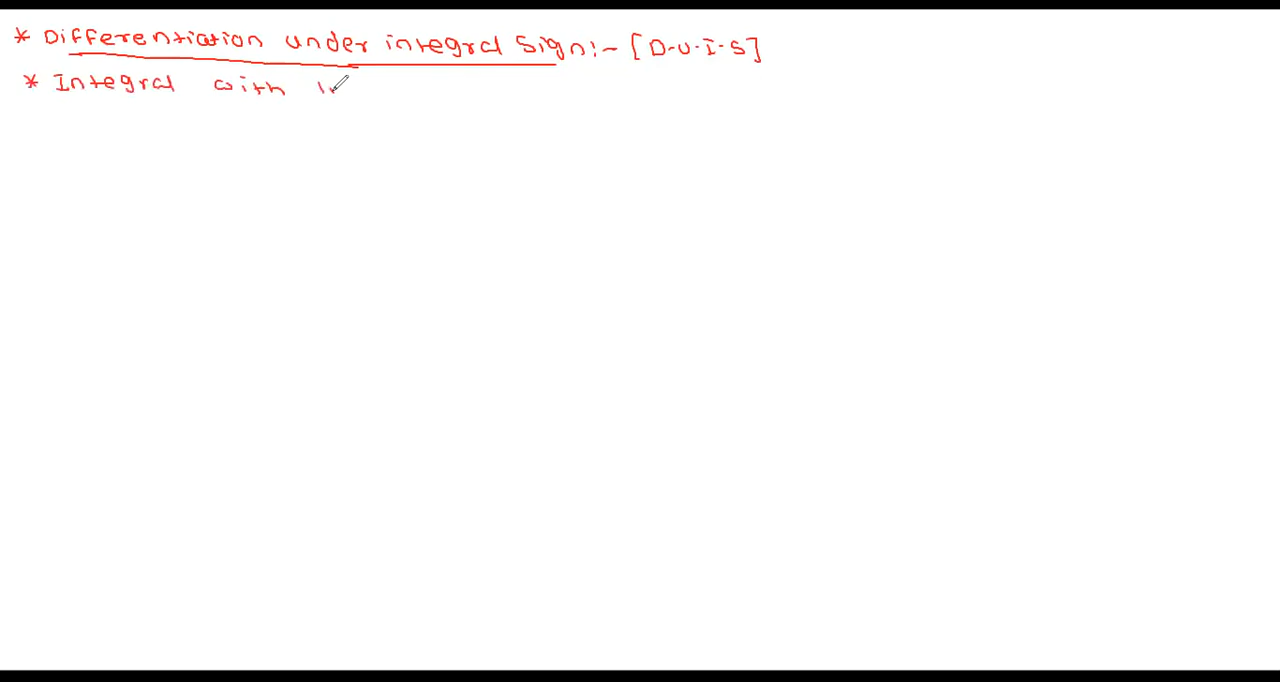 * Differentiation under integral Sign:- [D.U.I.S]
* Integral with